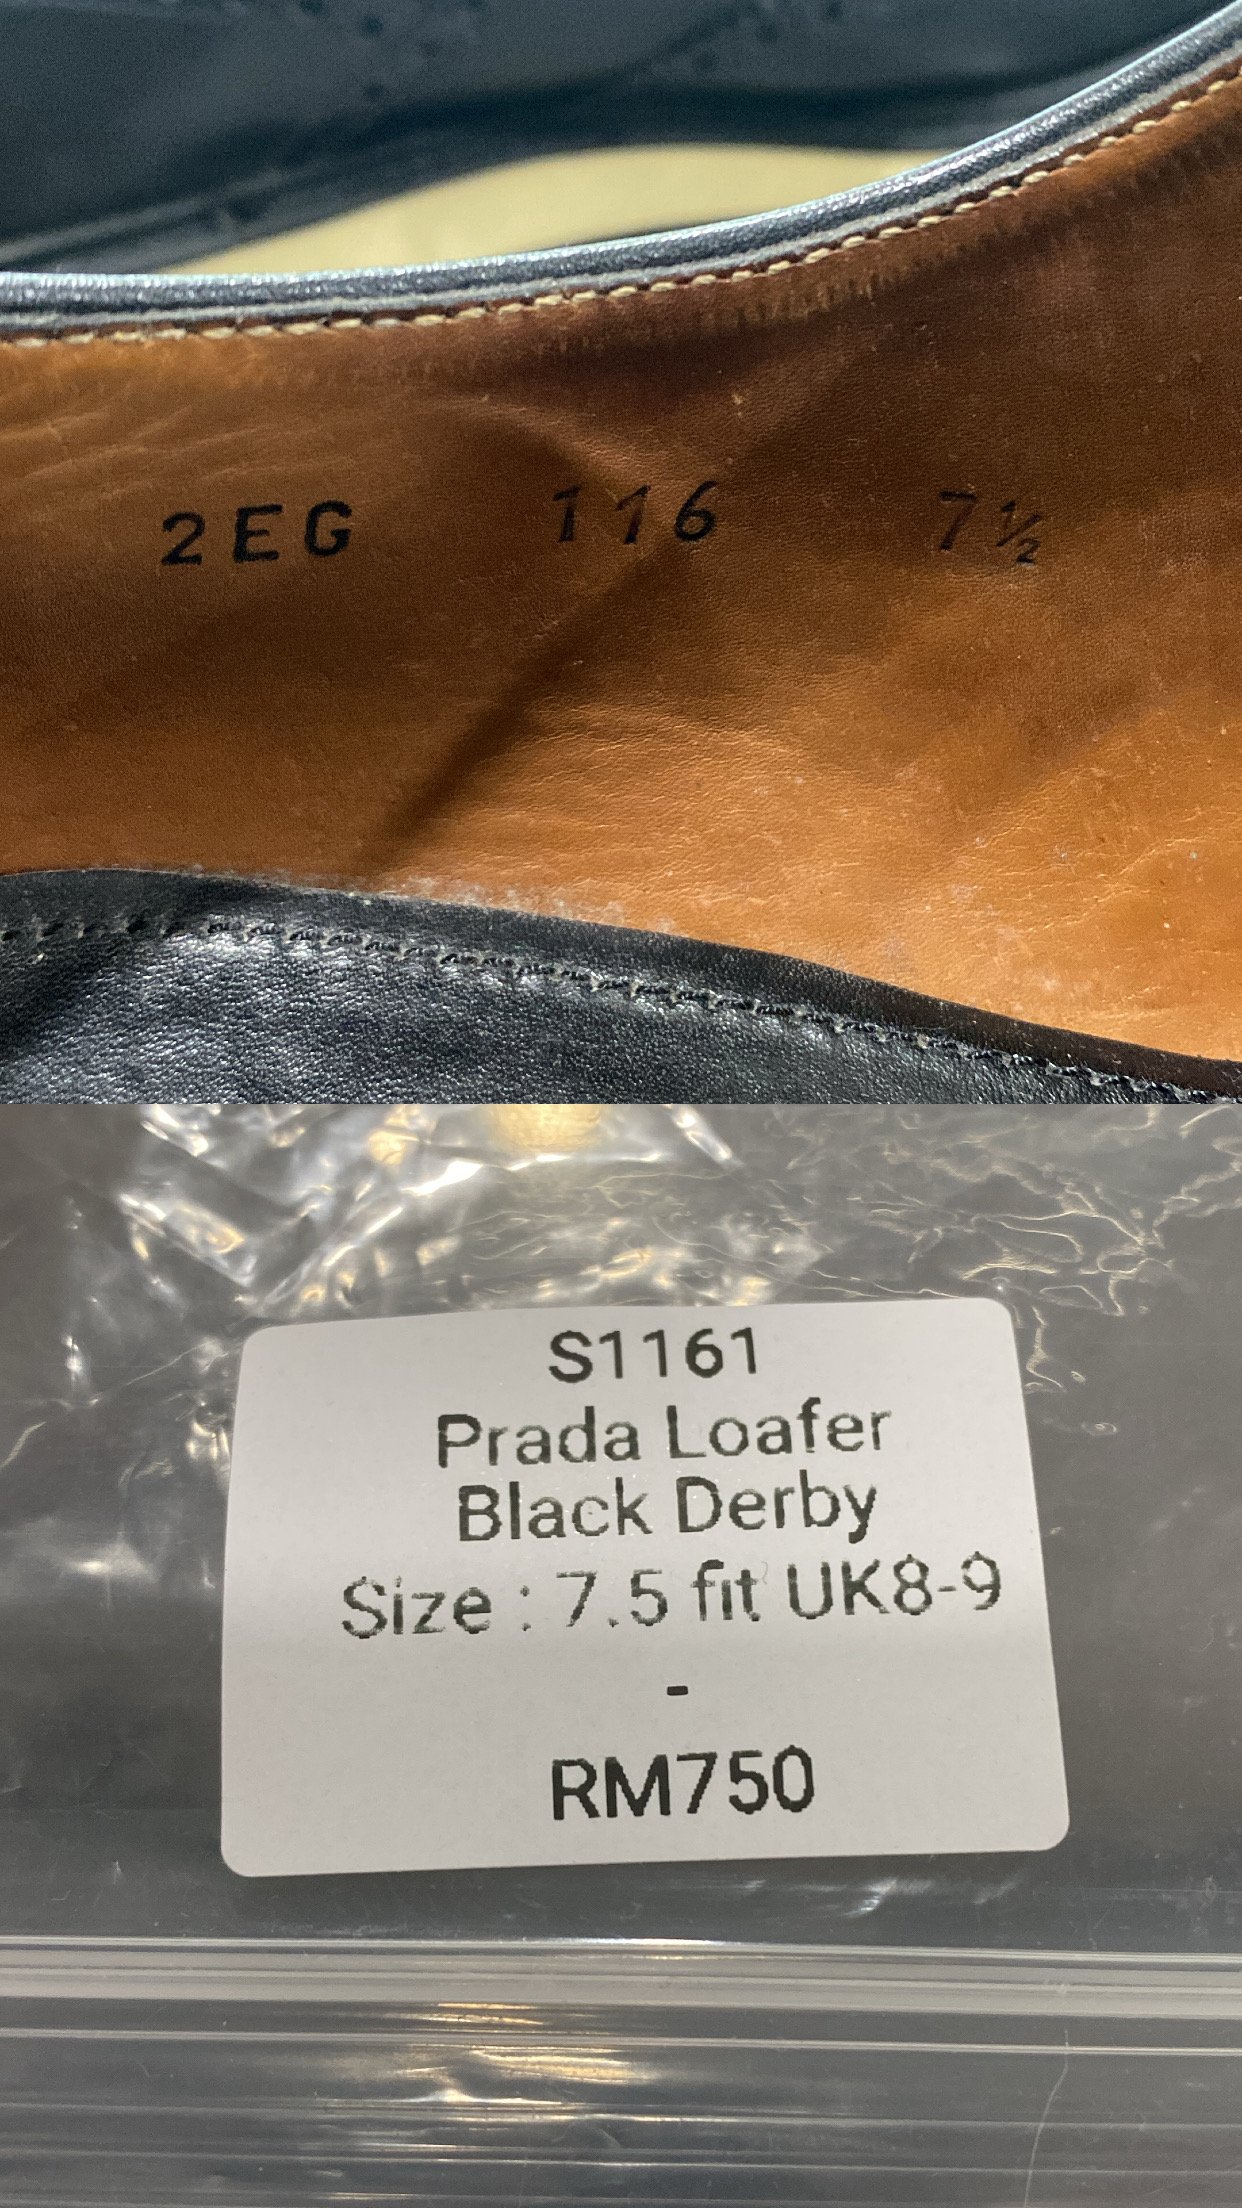 2EG 116 7½
S1161
Prada Loafer
Black Derby
Size : 7.5 fit UK8-9
-
RM750